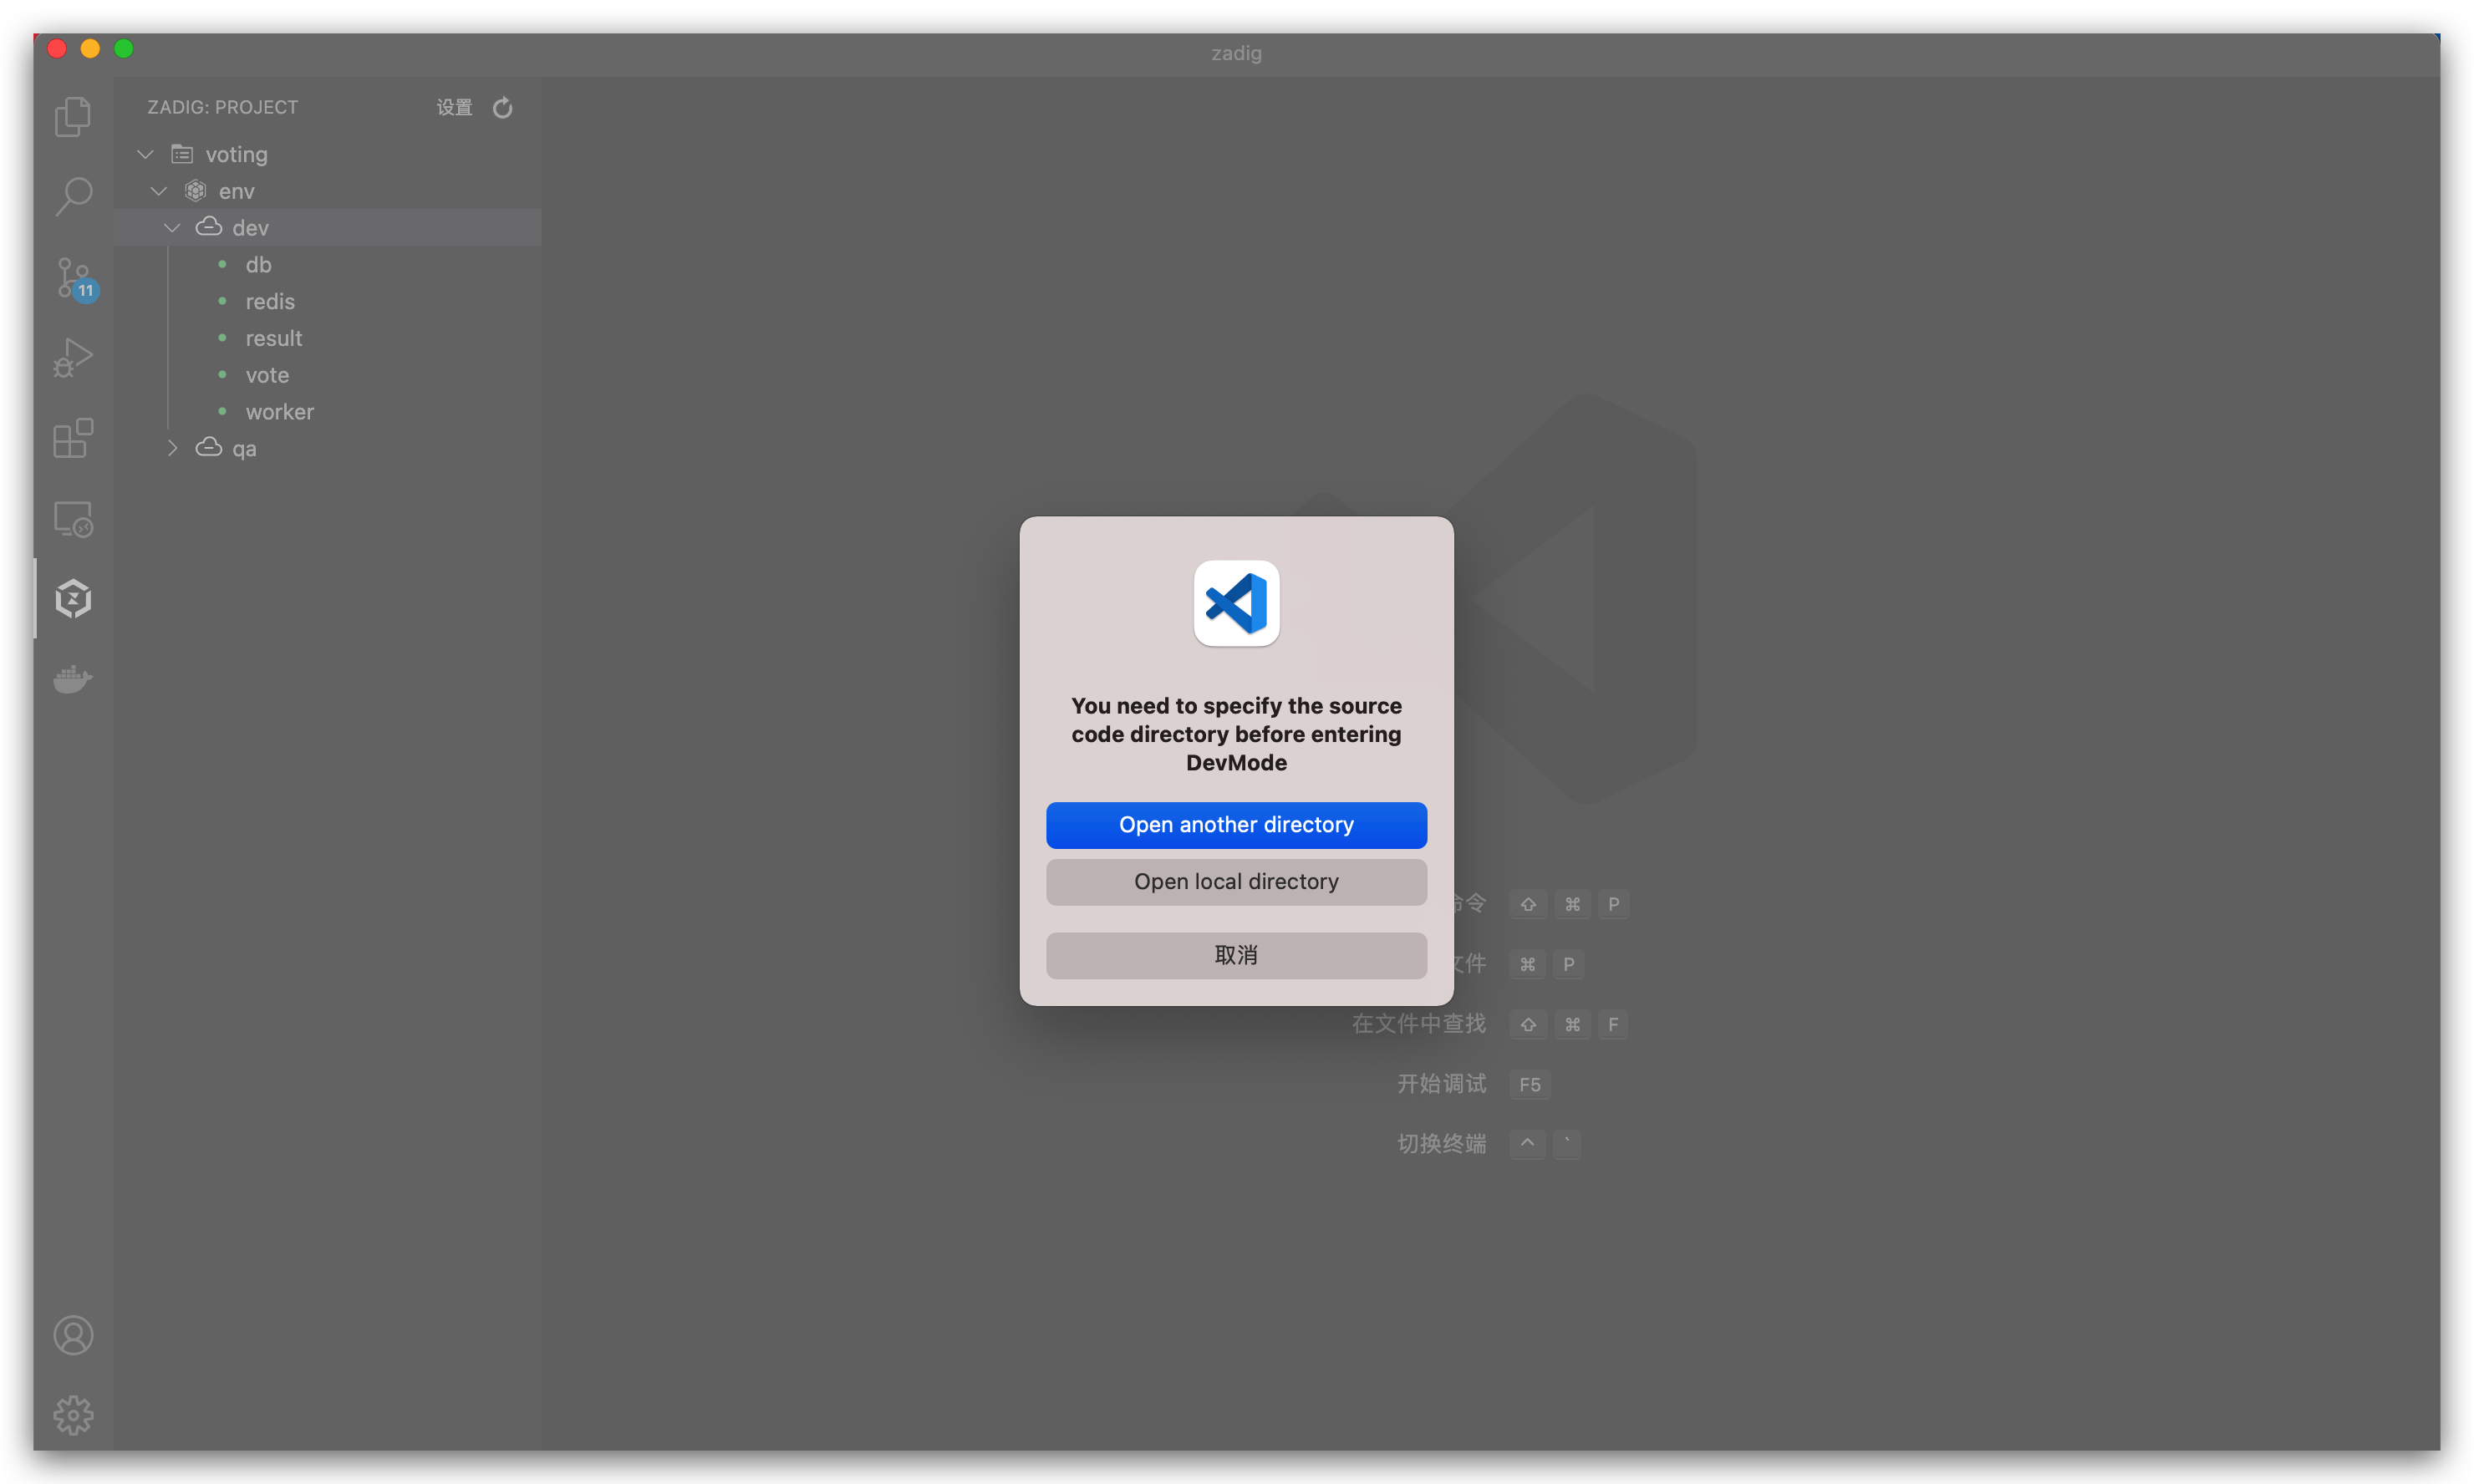 zadig
ZADIG: PROJECT 设置
voting
env
dev
db
redis
result
vote
worker
qa
11
You need to specify the source
code directory before entering
DevMode
Open another directory
Open local directory
取消
令 ⇧ ⌘ P
文件 ⌘ P
在文件中查找 ⇧ ⌘ F
开始调试 F5
切换终端 ^ `